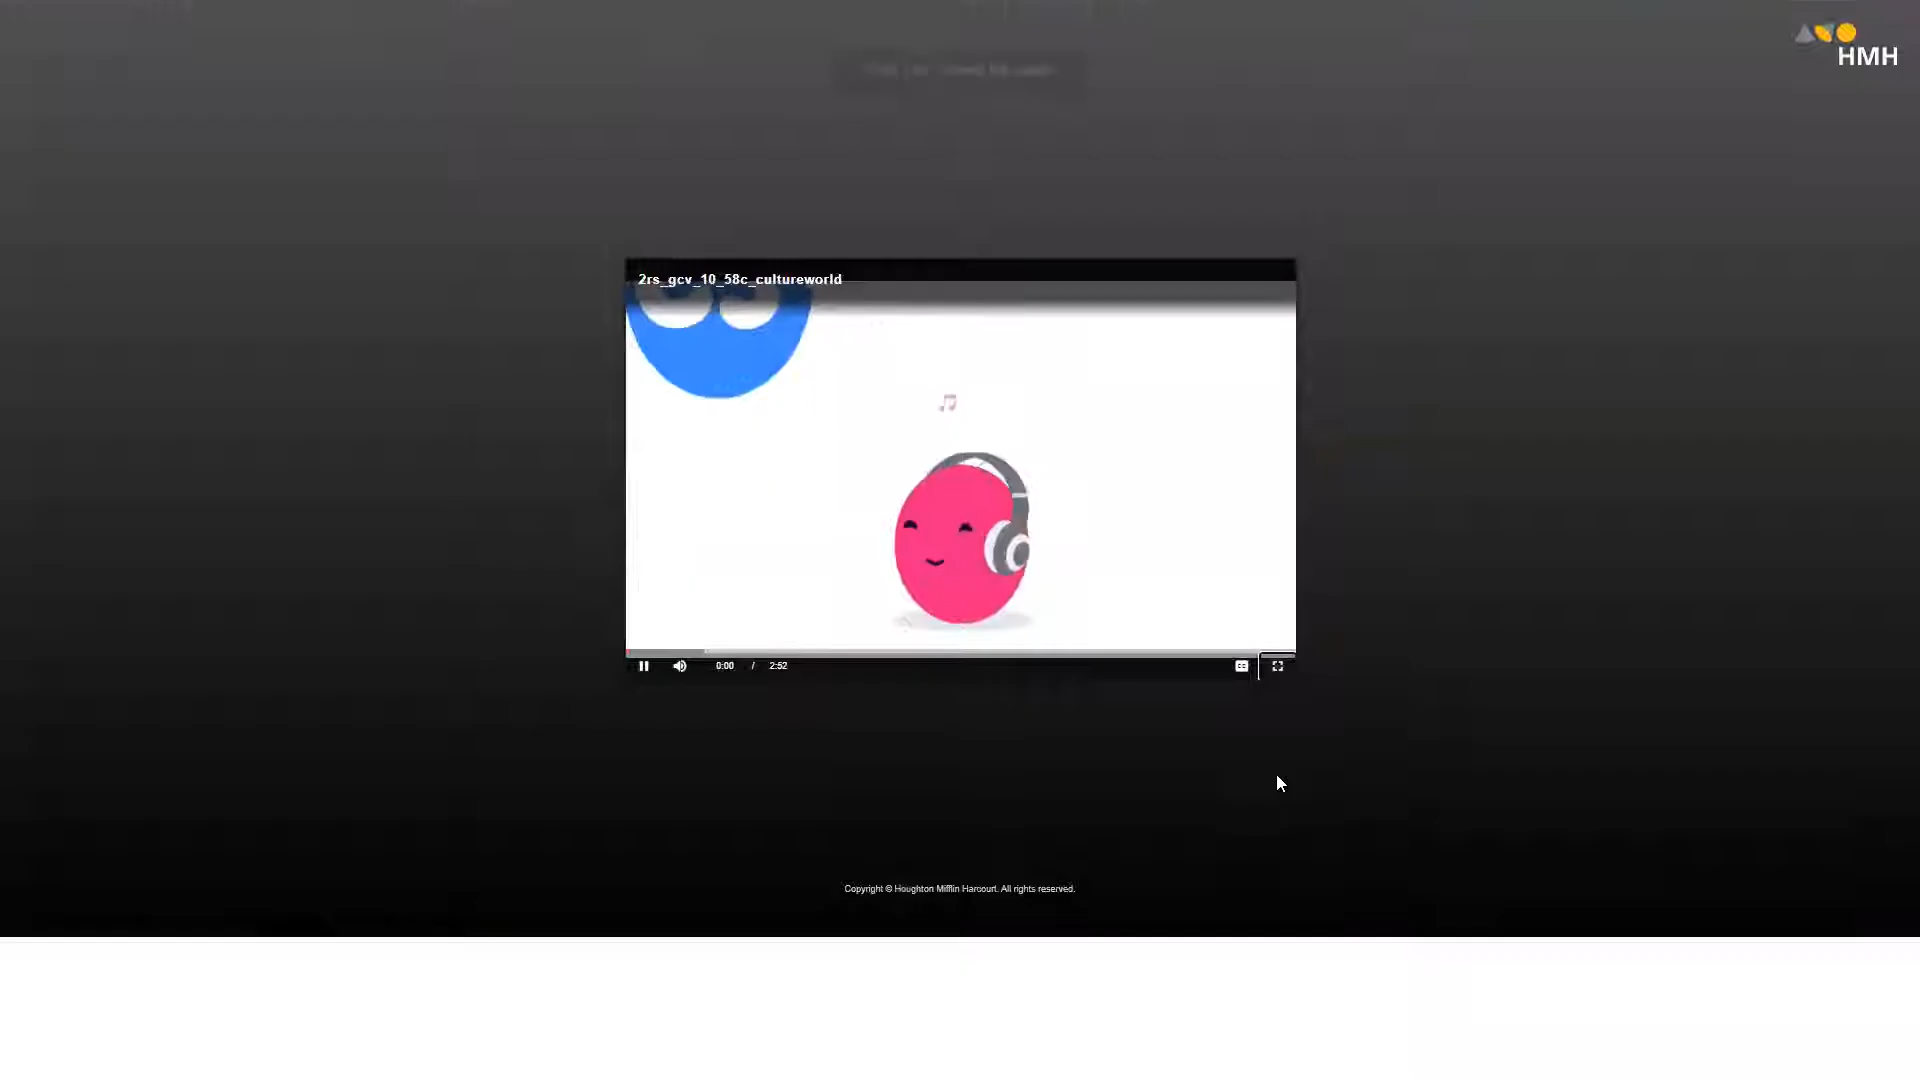 HMH
2rs_gcv_10_58c_cultureworld
0:00 / 2:52
Copyright © Houghton Mifflin Harcourt. All rights reserved.